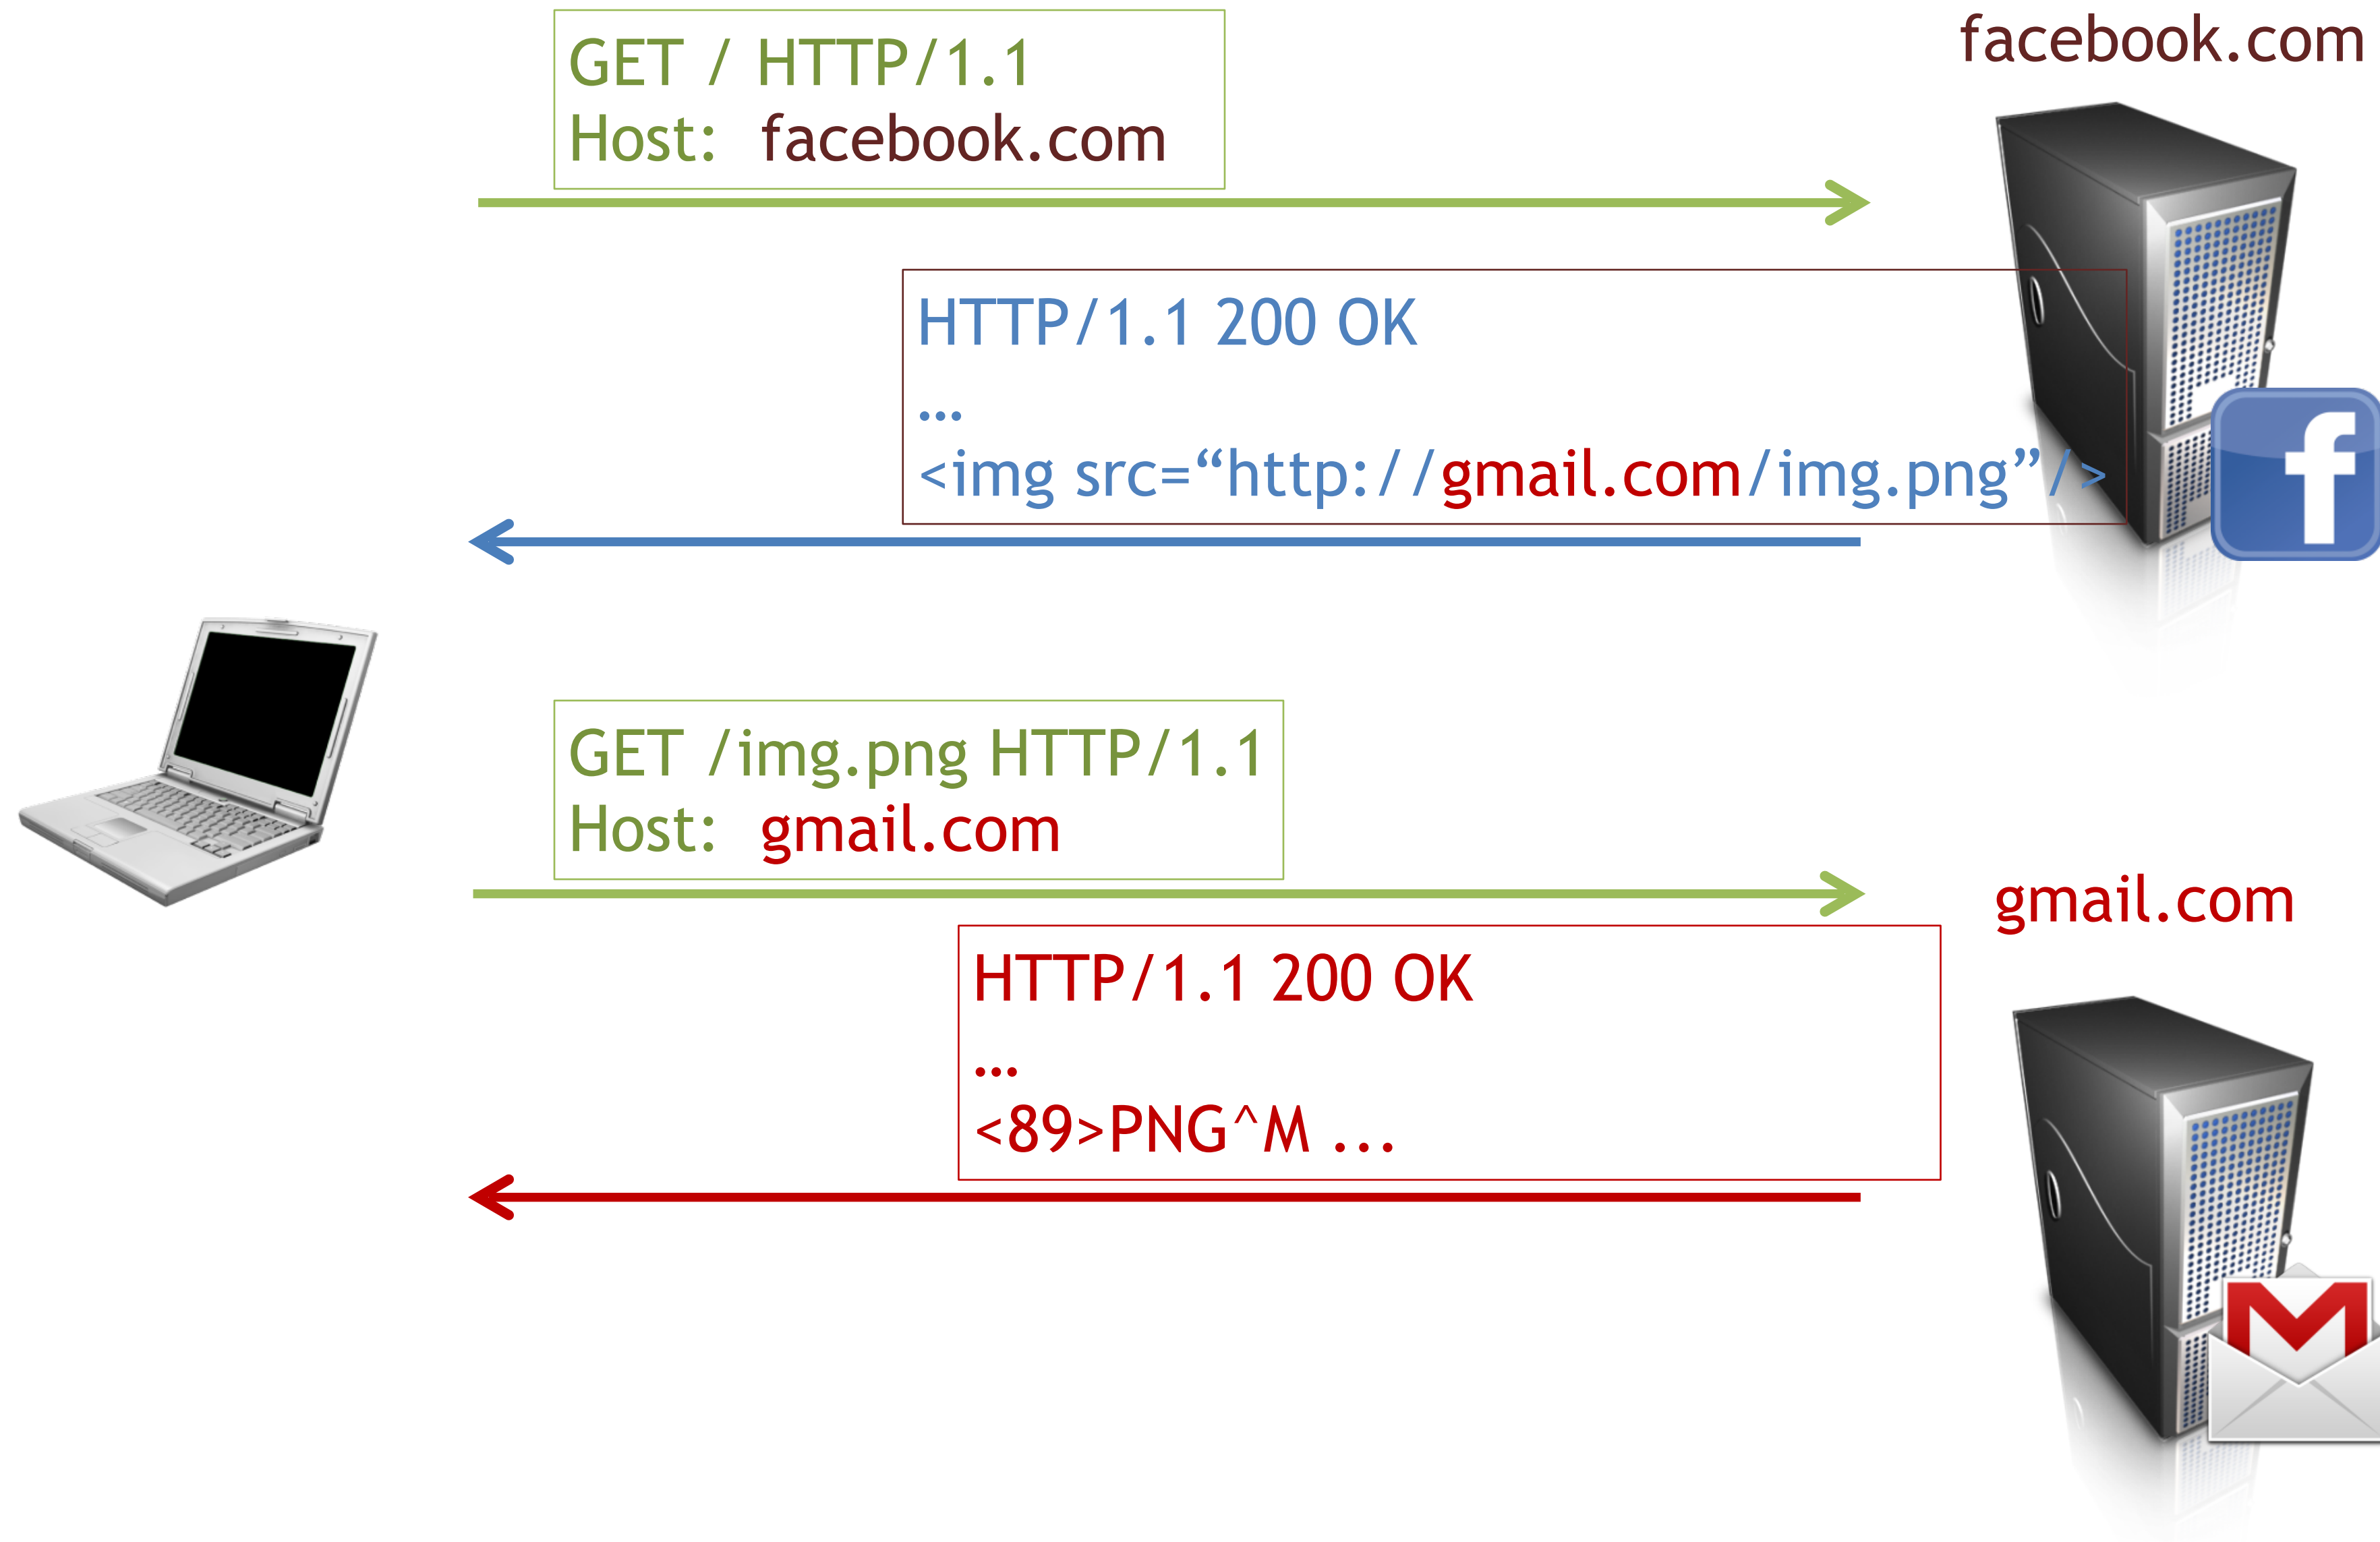 facebook.com
GET / HTTP/1.1
Host: facebook.com
HTTP/1.1 200 OK
…
<img src=“http://gmail.com/img.png”/>
f
GET /img.png HTTP/1.1
Host: gmail.com
gmail.com
HTTP/1.1 200 OK
…
<89>PNG^M ...
M